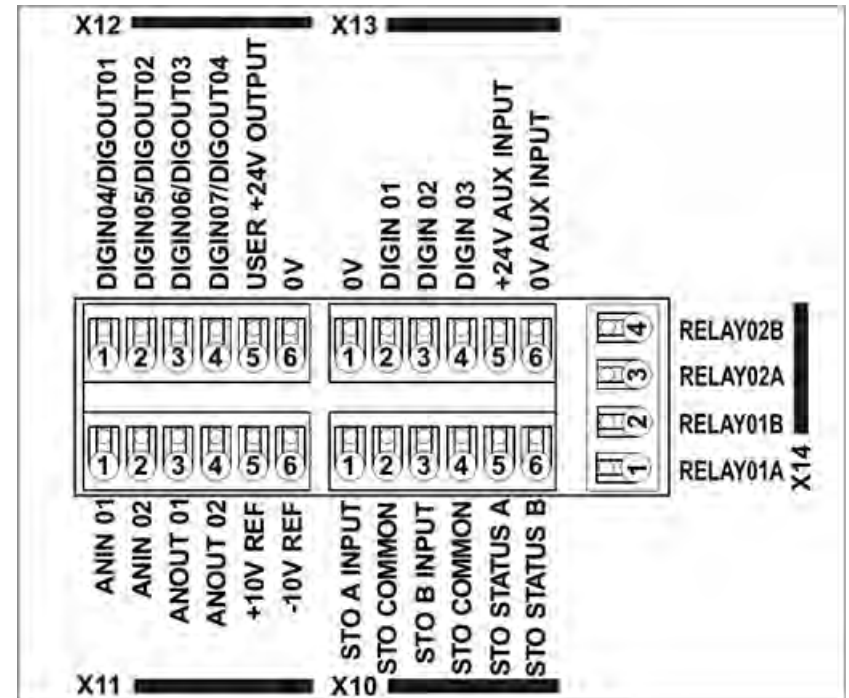 X12
X13
DIGIN04/DIGOUT01
DIGIN05/DIGOUT02
DIGIN06/DIGOUT03
DIGIN07/DIGOUT04
USER +24V OUTPUT
0V
0V
DIGIN 01
DIGIN 02
DIGIN 03
+24V AUX INPUT
0V AUX INPUT
1 2 3 4 5 6
1 2 3 4 5 6
4 RELAY02B
3 RELAY02A
2 RELAY01B
1 RELAY01A
X14
1 2 3 4 5 6
1 2 3 4 5 6
ANIN 01
ANIN 02
ANOUT 01
ANOUT 02
+10V REF
-10V REF
STO A INPUT
STO COMMON
STO B INPUT
STO COMMON
STO STATUS A
STO STATUS B
X11
X10